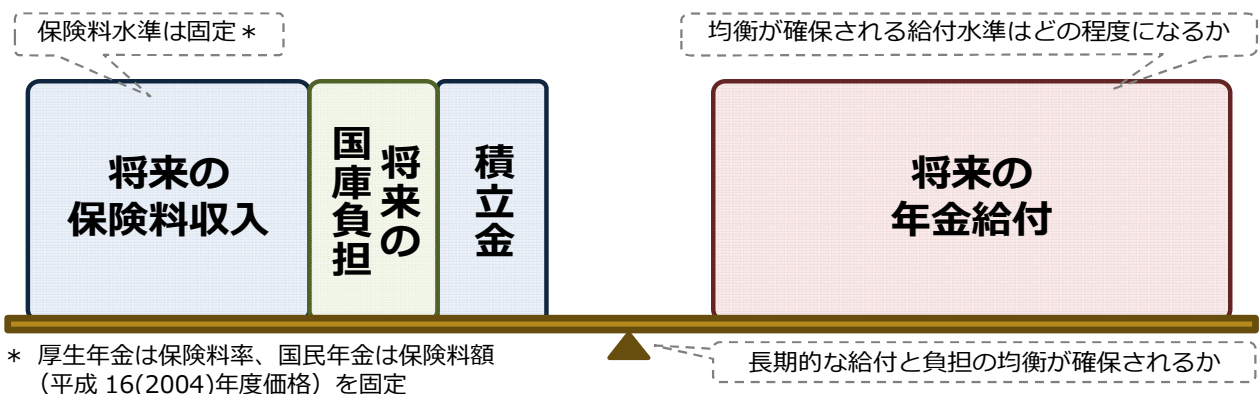 保険料水準は固定＊
均衡が確保される給付水準はどの程度になるか
将来の
保険料収入
将来の
国庫負担
積立金
将来の
年金給付
＊ 厚生年金は保険料率、国民年金は保険料額
（平成 16(2004)年度価格）を固定
長期的な給付と負担の均衡が確保されるか